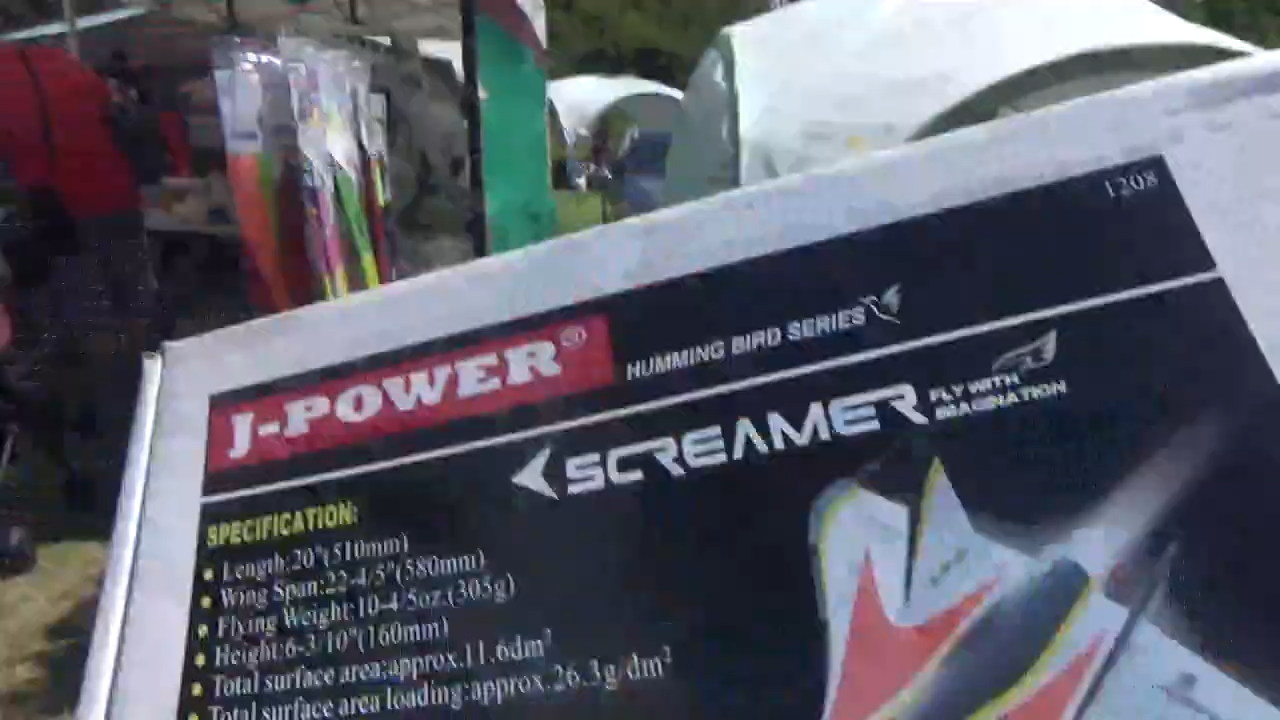 1208
J-POWER®
HUMMING BIRD SERIES
SCREAMER
FLY WITH
IMAGINATION
SPECIFICATION:
• Length:20"(510mm)
• Wing Span:22-4/5"(580mm)
• Flying Weight:10-4/5oz.(305g)
• Height:6-3/10"(160mm)
• Total surface area:approx.11.6dm²
• Total surface area loading:approx.26.3g/dm²